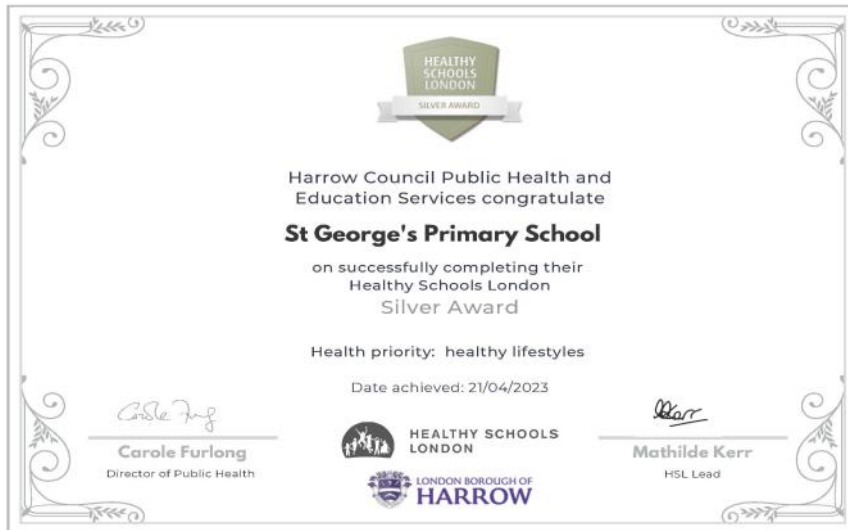 HEALTHY
SCHOOLS
LONDON
SILVER AWARD
Harrow Council Public Health and
Education Services congratulate
St George's Primary School
on successfully completing their
Healthy Schools London
Silver Award
Health priority: healthy lifestyles
Date achieved: 21/04/2023
Carole Furlong
Director of Public Health
HEALTHY SCHOOLS
LONDON
LONDON BOROUGH OF
HARROW
Mathilde Kerr
HSL Lead